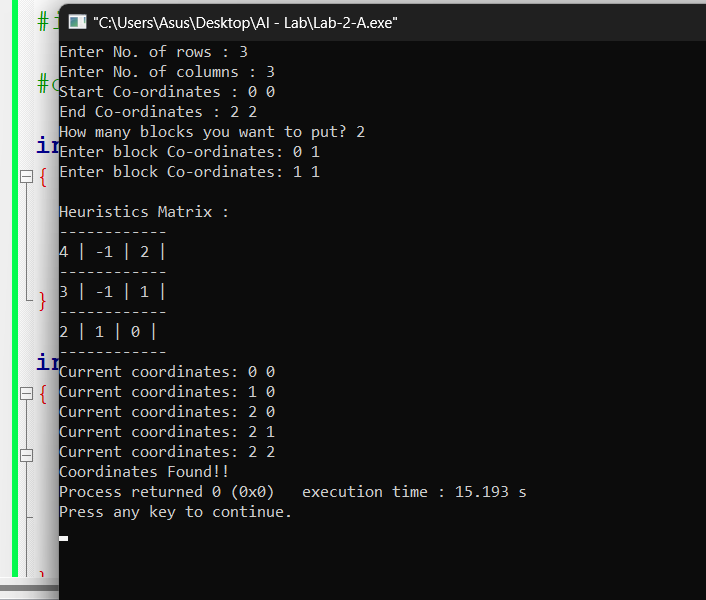 "C:\Users\Asus\Desktop\AI - Lab\Lab-2-A.exe"
Enter No. of rows : 3
Enter No. of columns : 3
Start Co-ordinates : 0 0
End Co-ordinates : 2 2
How many blocks you want to put? 2
Enter block Co-ordinates: 0 1
Enter block Co-ordinates: 1 1
Heuristics Matrix :
------------
4 | -1 | 2 |
------------
3 | -1 | 1 |
------------
2 | 1 | 0 |
------------
Current coordinates: 0 0
Current coordinates: 1 0
Current coordinates: 2 0
Current coordinates: 2 1
Current coordinates: 2 2
Coordinates Found!!
Process returned 0 (0x0)   execution time : 15.193 s
Press any key to continue.